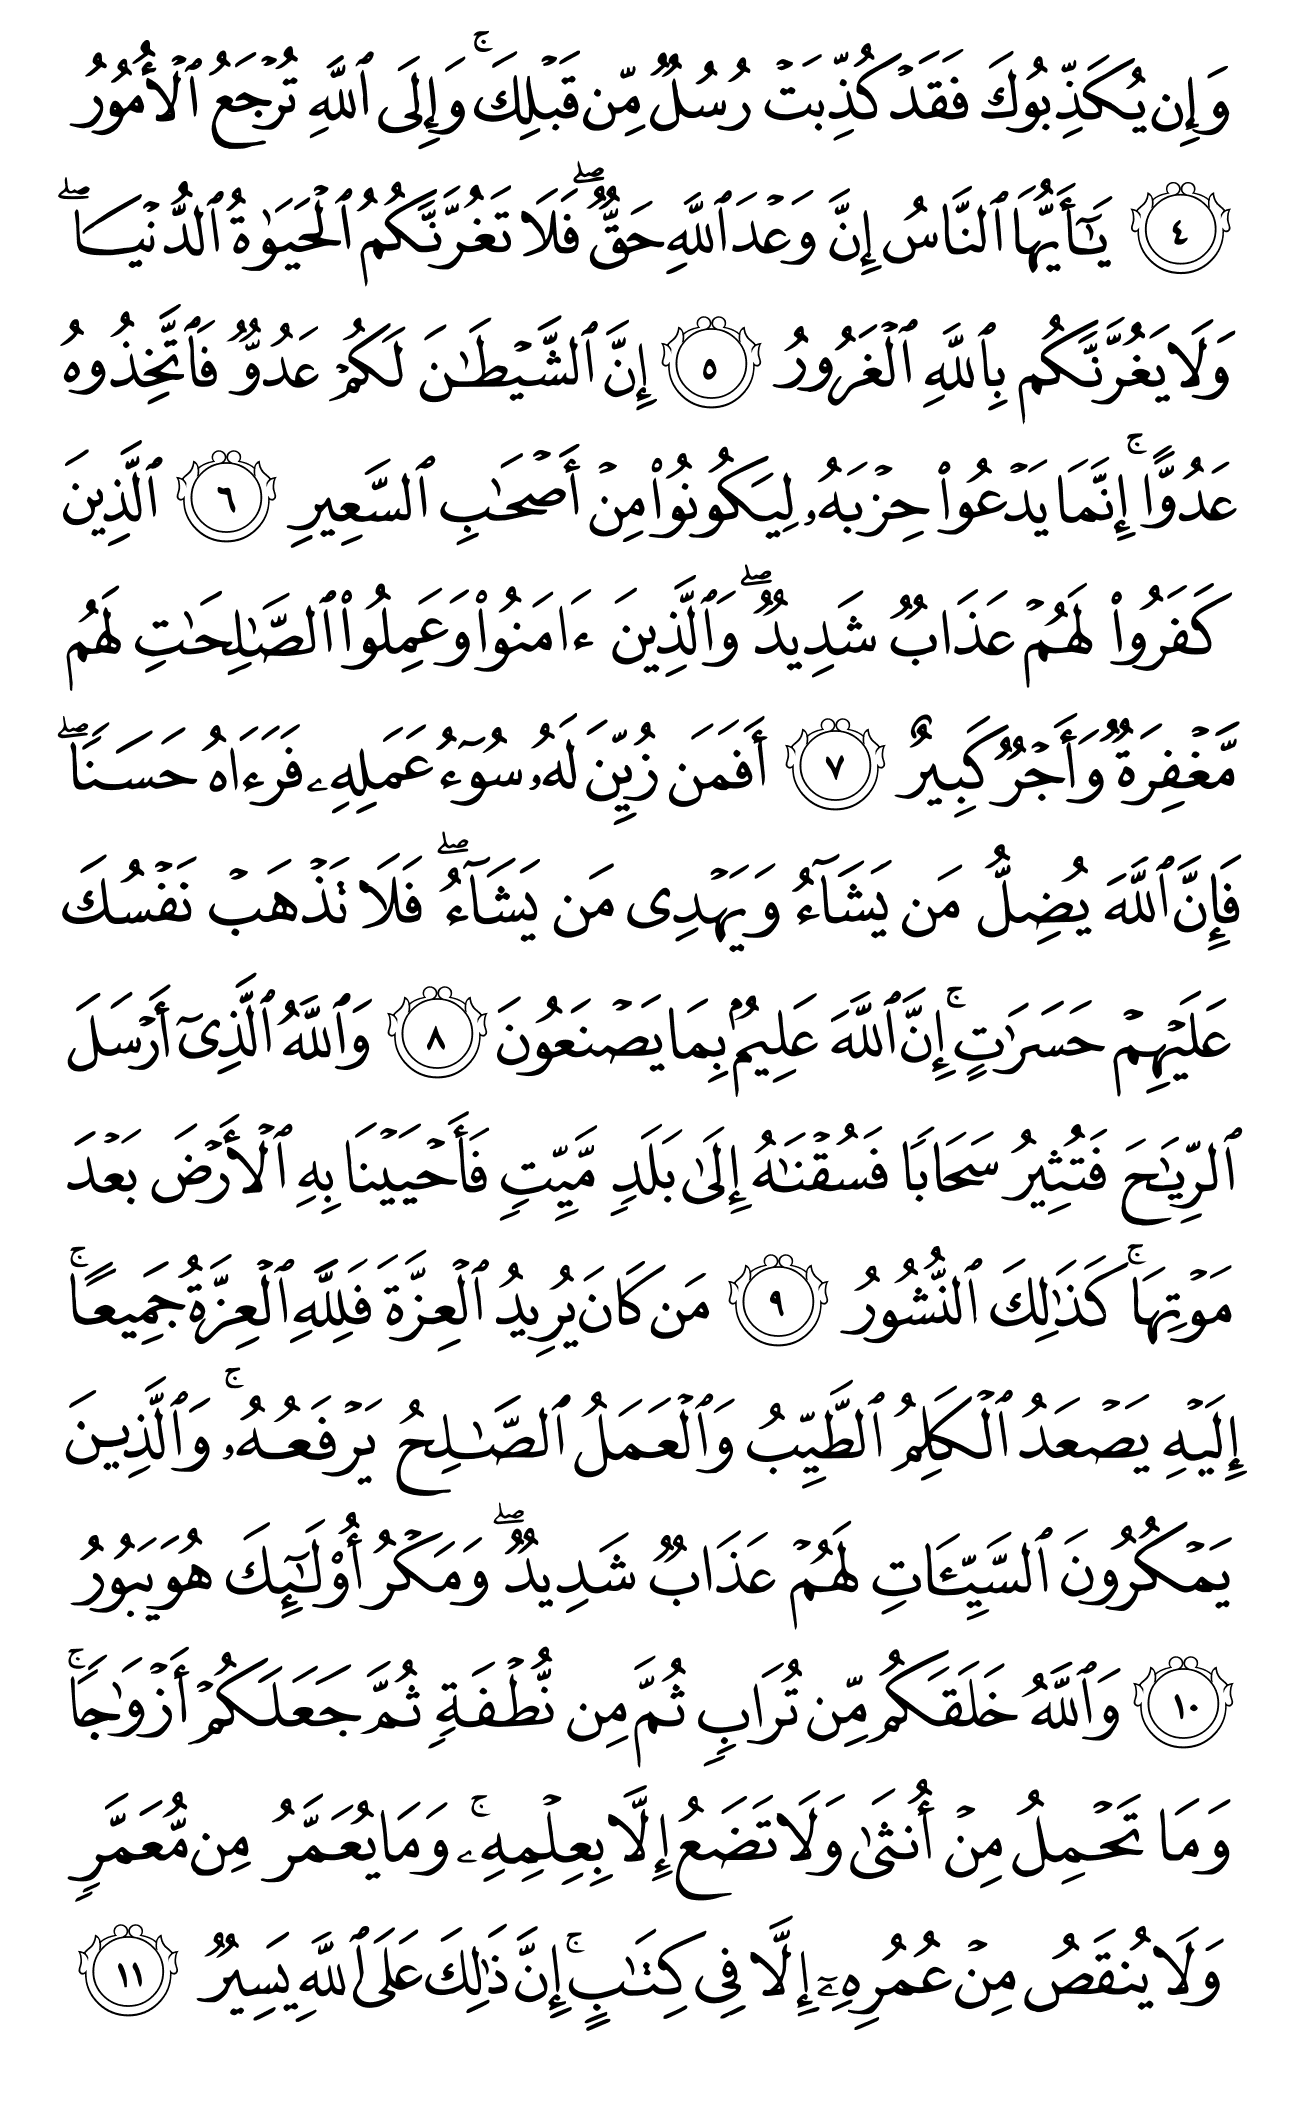 وَإِن يُكَذِّبُوكَ فَقَدۡ كُذِّبَتۡ رُسُلٞ مِّن قَبۡلِكَۚ وَإِلَى ٱللَّهِ تُرۡجَعُ ٱلۡأُمُورُ
٤ يَٰٓأَيُّهَا ٱلنَّاسُ إِنَّ وَعۡدَ ٱللَّهِ حَقّٞۖ فَلَا تَغُرَّنَّكُمُ ٱلۡحَيَوٰةُ ٱلدُّنۡيَا ۖ
وَلَا يَغُرَّنَّكُم بِٱللَّهِ ٱلۡغَرُورُ ٥ إِنَّ ٱلشَّيۡطَٰنَ لَكُمۡ عَدُوّٞ فَٱتَّخِذُوهُ
عَدُوًّاۚ إِنَّمَا يَدۡعُواْ حِزۡبَهُۥ لِيَكُونُواْ مِنۡ أَصۡحَٰبِ ٱلسَّعِيرِ ٦ ٱلَّذِينَ
كَفَرُواْ لَهُمۡ عَذَابٞ شَدِيدٞۖ وَٱلَّذِينَ ءَامَنُواْ وَعَمِلُواْ ٱلصَّٰلِحَٰتِ لَهُم
مَّغۡفِرَةٞ وَأَجۡرٞ كَبِيرٌ ٧ أَفَمَن زُيِّنَ لَهُۥ سُوٓءُ عَمَلِهِۦ فَرَءَاهُ حَسَنٗاۖ
فَإِنَّ ٱللَّهَ يُضِلُّ مَن يَشَآءُ وَيَهۡدِي مَن يَشَآءُۖ فَلَا تَذۡهَبۡ نَفۡسُكَ
عَلَيۡهِمۡ حَسَرَٰتٍۚ إِنَّ ٱللَّهَ عَلِيمُۢ بِمَا يَصۡنَعُونَ ٨ وَٱللَّهُ ٱلَّذِيٓ أَرۡسَلَ
ٱلرِّيَٰحَ فَتُثِيرُ سَحَابٗا فَسُقۡنَٰهُ إِلَىٰ بَلَدٖ مَّيِّتٖ فَأَحۡيَيۡنَا بِهِ ٱلۡأَرۡضَ بَعۡدَ
مَوۡتِهَاۚ كَذَٰلِكَ ٱلنُّشُورُ ٩ مَن كَانَ يُرِيدُ ٱلۡعِزَّةَ فَلِلَّهِ ٱلۡعِزَّةُ جَمِيعًاۚ
إِلَيۡهِ يَصۡعَدُ ٱلۡكَلِمُ ٱلطَّيِّبُ وَٱلۡعَمَلُ ٱلصَّٰلِحُ يَرۡفَعُهُۥۚ وَٱلَّذِينَ
يَمۡكُرُونَ ٱلسَّيِّـَٔاتِ لَهُمۡ عَذَابٞ شَدِيدٞۖ وَمَكۡرُ أُوْلَٰٓئِكَ هُوَ يَبُورُ
١٠ وَٱللَّهُ خَلَقَكُم مِّن تُرَابٖ ثُمَّ مِن نُّطۡفَةٖ ثُمَّ جَعَلَكُمۡ أَزۡوَٰجٗاۚ
وَمَا تَحۡمِلُ مِنۡ أُنثَىٰ وَلَا تَضَعُ إِلَّا بِعِلۡمِهِۦۚ وَمَا يُعَمَّرُ مِن مُّعَمَّرٖ
وَلَا يُنقَصُ مِنۡ عُمُرِهِۦٓ إِلَّا فِي كِتَٰبٍۚ إِنَّ ذَٰلِكَ عَلَى ٱللَّهِ يَسِيرٞ ١١